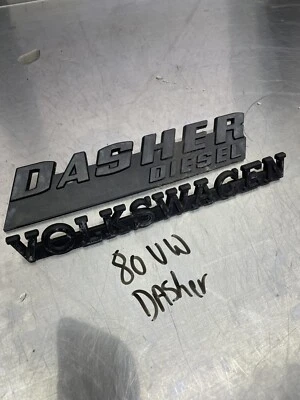 DASHER
DIESEL
VOLKSWAGEN
80 VW
DASher